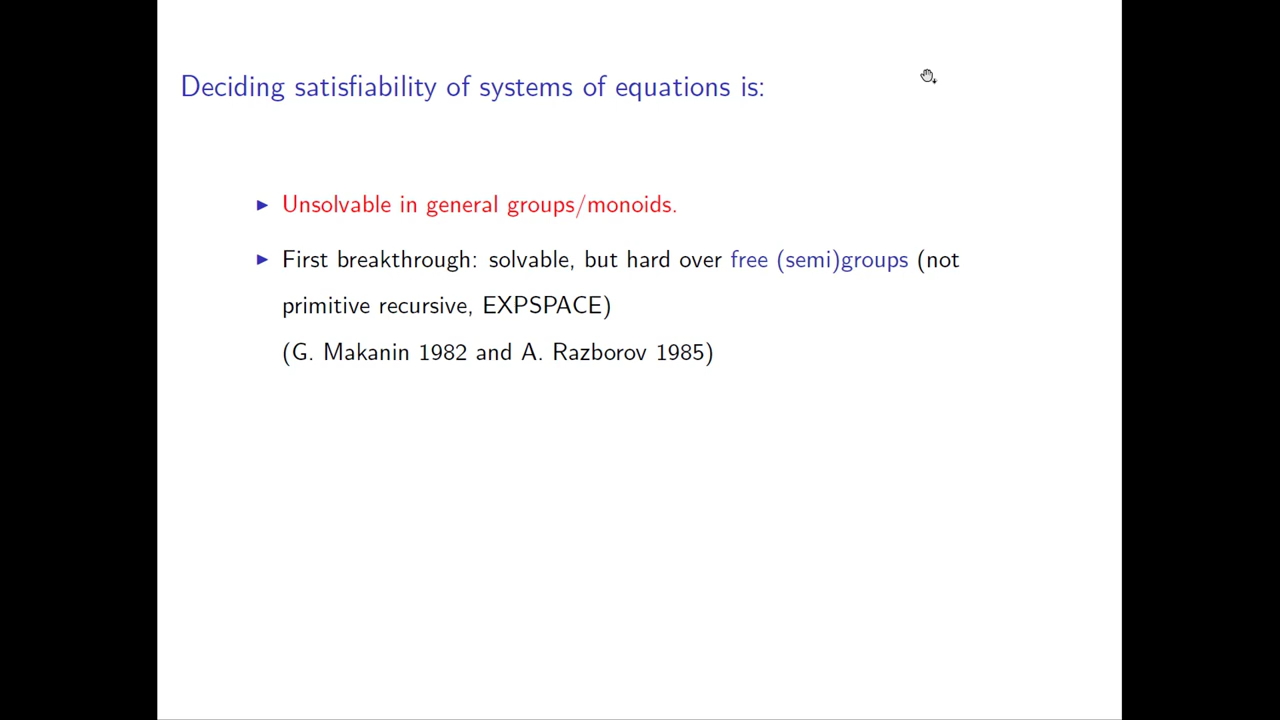 Deciding satisfiability of systems of equations is:
▶ Unsolvable in general groups/monoids.
▶ First breakthrough: solvable, but hard over free (semi)groups (not
primitive recursive, EXPSPACE)
(G. Makanin 1982 and A. Razborov 1985)